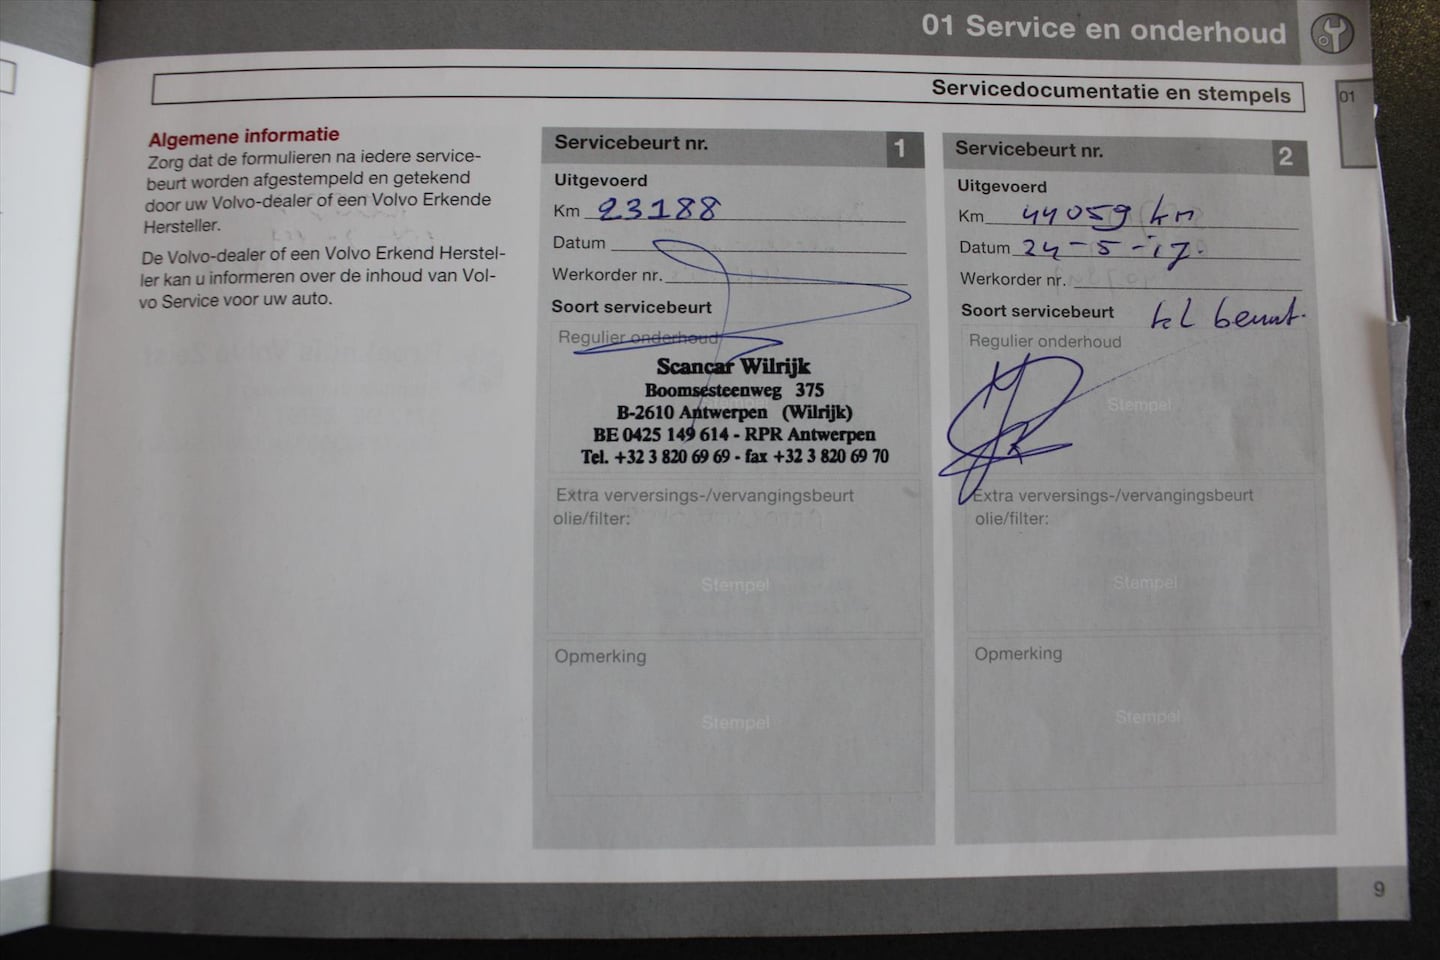 01 Service en onderhoud
Servicedocumentatie en stempels
01
Algemene informatie
Zorg dat de formulieren na iedere service-
beurt worden afgestempeld en getekend
door uw Volvo-dealer of een Volvo Erkende
Hersteller.
De Volvo-dealer of een Volvo Erkend Herstel-
ler kan u informeren over de inhoud van Vol-
vo Service voor uw auto.
Servicebeurt nr. 1
Uitgevoerd
Km 23188
Datum
Werkorder nr.
Soort servicebeurt
Regulier onderhoud
Scancar Wilrijk
Boomsesteenweg 375
B-2610 Antwerpen (Wilrijk)
BE 0425 149 614 - RPR Antwerpen
Tel. +32 3 820 69 69 - fax +32 3 820 69 70
Extra verversings-/vervangingsbeurt
olie/filter:
Stempel
Opmerking
Stempel
Servicebeurt nr. 2
Uitgevoerd
Km 44059 km
Datum 24-5-17.
Werkorder nr.
Soort servicebeurt kl beurt.
Regulier onderhoud
Stempel
Extra verversings-/vervangingsbeurt
olie/filter:
Stempel
Opmerking
Stempel
9